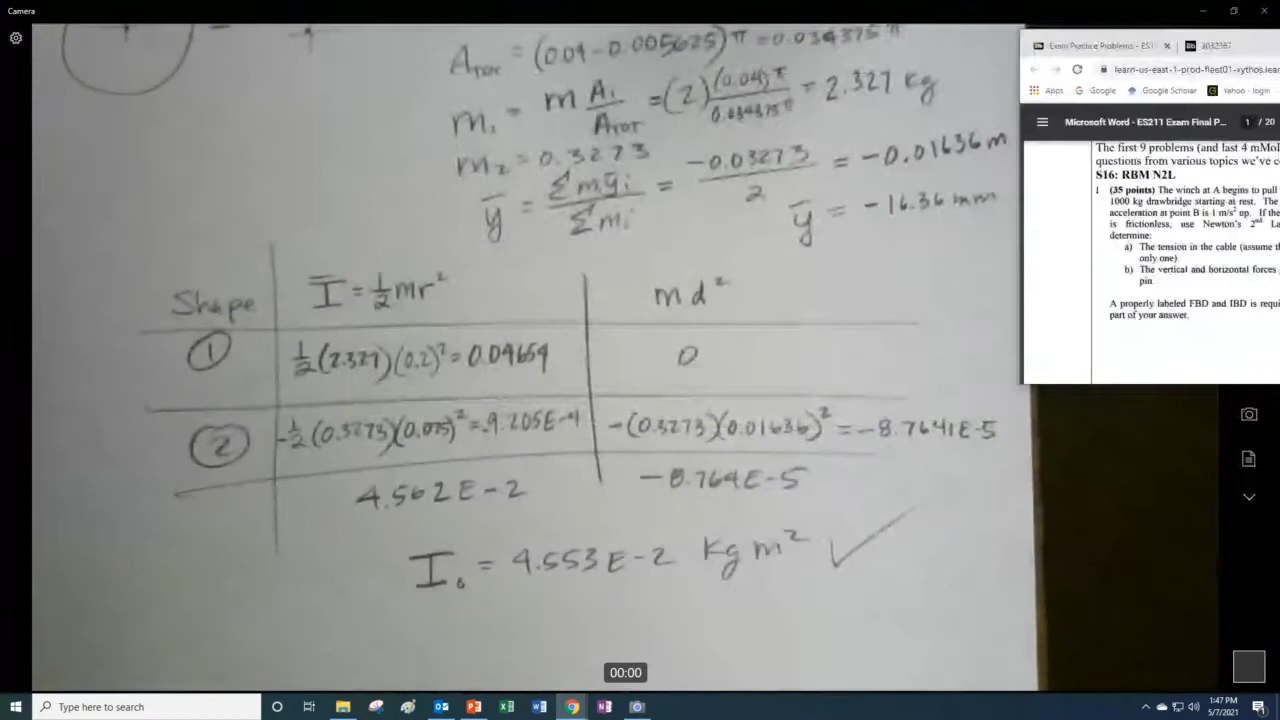 Camera
A_TOT = (0.04 - 0.005625)π = 0.034375π
m₁ = m A₁/A_TOT = (2) (0.04)π/0.034375π = 2.327 kg
m₂ = 0.3273
ȳ = Σmȳᵢ/Σmᵢ = -0.03273/2 = -0.01636 m
ȳ = -16.36 mm
Shape Ī = ½mr² md²
1 ½(2.327)(0.2)² = 0.04654 0
2 -½(0.3273)(0.075)² = -9.205E-4 -(0.3273)(0.01636)² = -8.7641E-5
4.562E-2 -8.764E-5
I₀ = 4.553E-2 kg m²
00:00
Exam Practice Problems - ES1 3032367
learn-us-east-1-prod-fleet01-xythos.lear
Apps Google Google Scholar Yahoo - login
Microsoft Word - ES211 Exam Final P... 1 / 20
The first 9 problems (and last 4 mMol
questions from various topics we've c
S16: RBM N2L
1 (35 points) The winch at A begins to pull
1000 kg drawbridge starting at rest. The
acceleration at point B is 1 m/s² up. If the
is frictionless, use Newton's 2nd La
determine:
a) The tension in the cable (assume th
only one)
b) The vertical and horizontal forces
pin
A properly labeled FBD and IBD is requi
part of your answer.
Type here to search
1:47 PM
5/7/2021